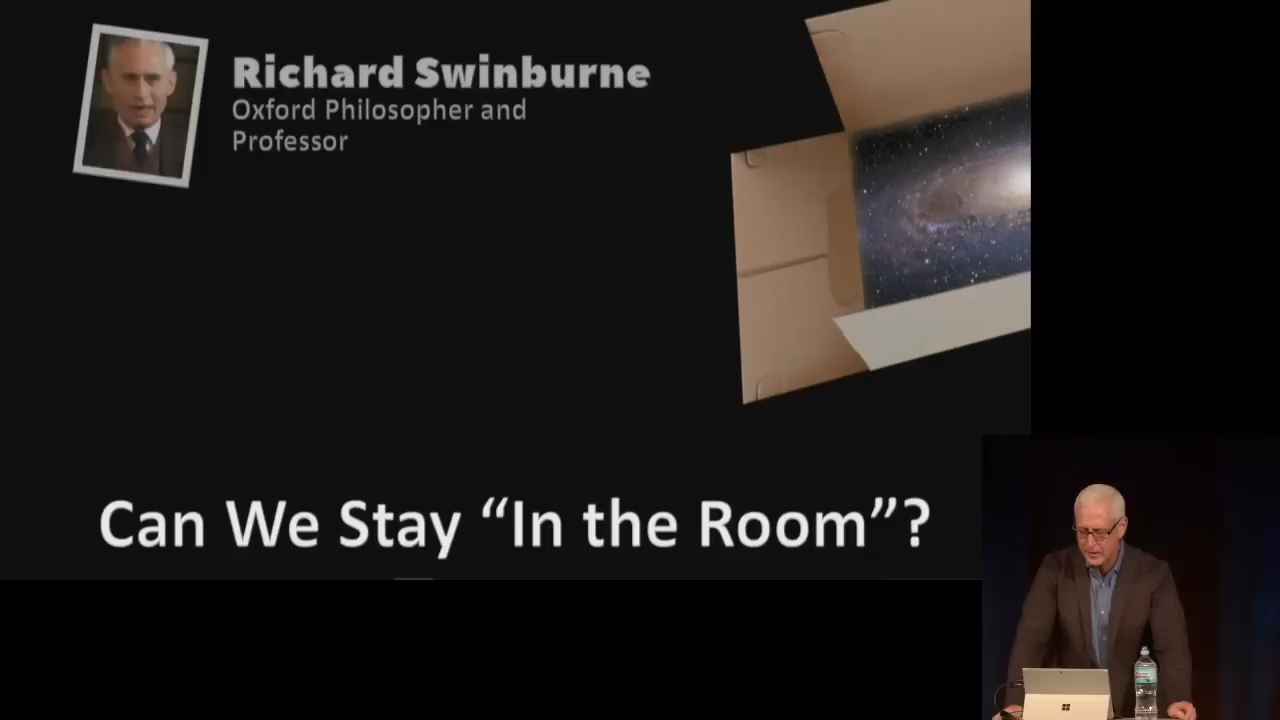 Richard Swinburne
Oxford Philosopher and
Professor
Can We Stay “In the Room”?